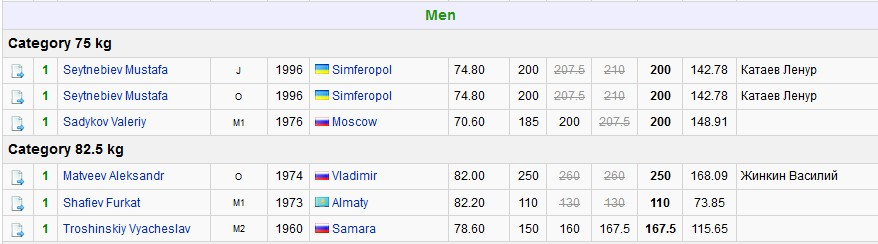 Men
Category 75 kg
1 Seytnebiev Mustafa J 1996 Simferopol 74.80 200 207.5 210 200 142.78 Катаев Ленур
1 Seytnebiev Mustafa O 1996 Simferopol 74.80 200 207.5 210 200 142.78 Катаев Ленур
1 Sadykov Valeriy M1 1976 Moscow 70.60 185 200 207.5 200 148.91
Category 82.5 kg
1 Matveev Aleksandr O 1974 Vladimir 82.00 250 260 260 250 168.09 Жинкин Василий
1 Shafiev Furkat M1 1973 Almaty 82.20 110 130 130 110 73.85
1 Troshinskiy Vyacheslav M2 1960 Samara 78.60 150 160 167.5 167.5 115.65